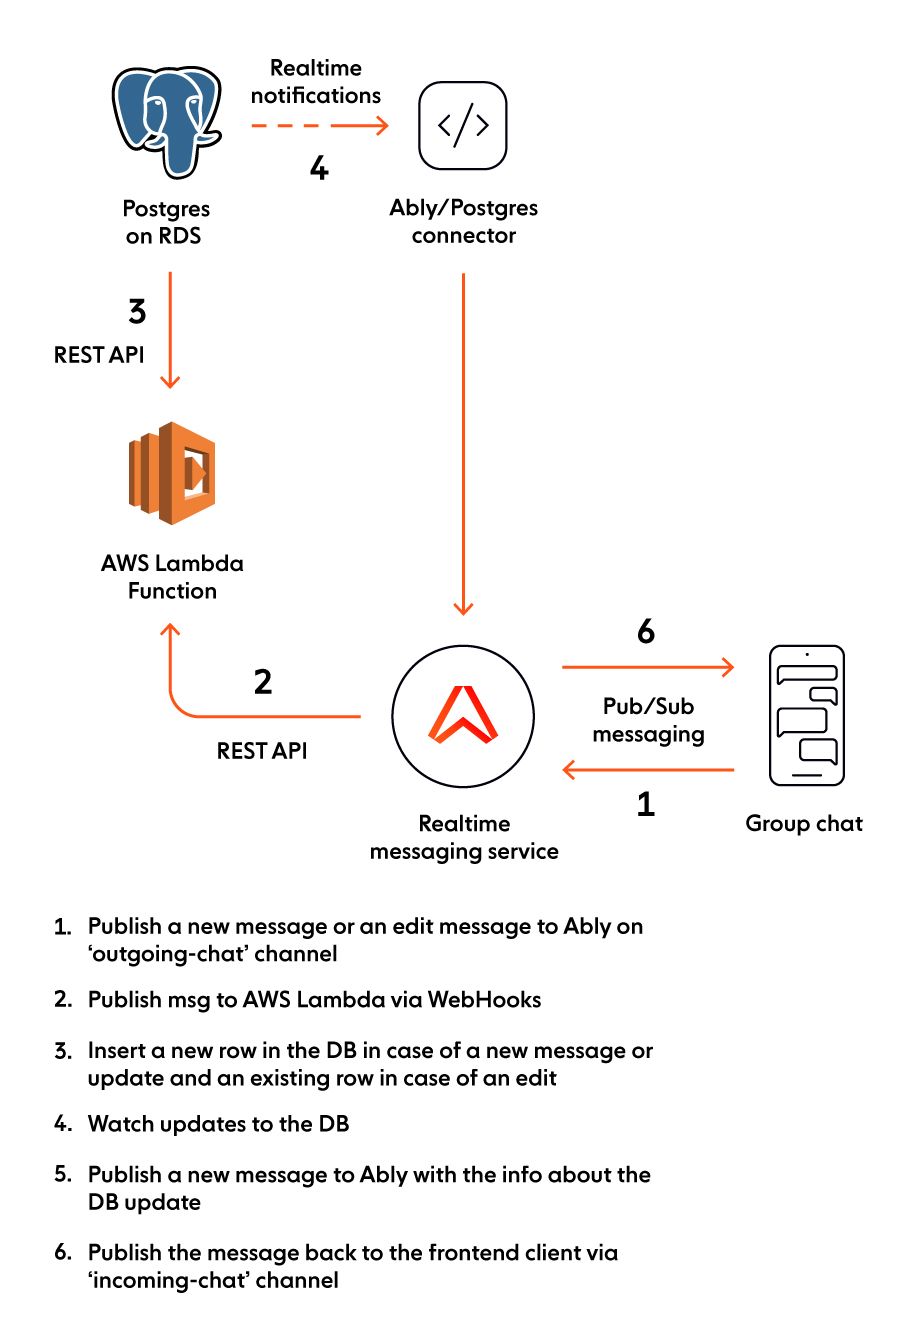 Realtime
notifications
4
Postgres
on RDS
Ably/Postgres
connector
3
REST API
AWS Lambda
Function
2
REST API
6
Pub/Sub
messaging
1
Realtime
messaging service
Group chat
1. Publish a new message or an edit message to Ably on
‘outgoing-chat’ channel
2. Publish msg to AWS Lambda via WebHooks
3. Insert a new row in the DB in case of a new message or
update and an existing row in case of an edit
4. Watch updates to the DB
5. Publish a new message to Ably with the info about the
DB update
6. Publish the message back to the frontend client via
‘incoming-chat’ channel